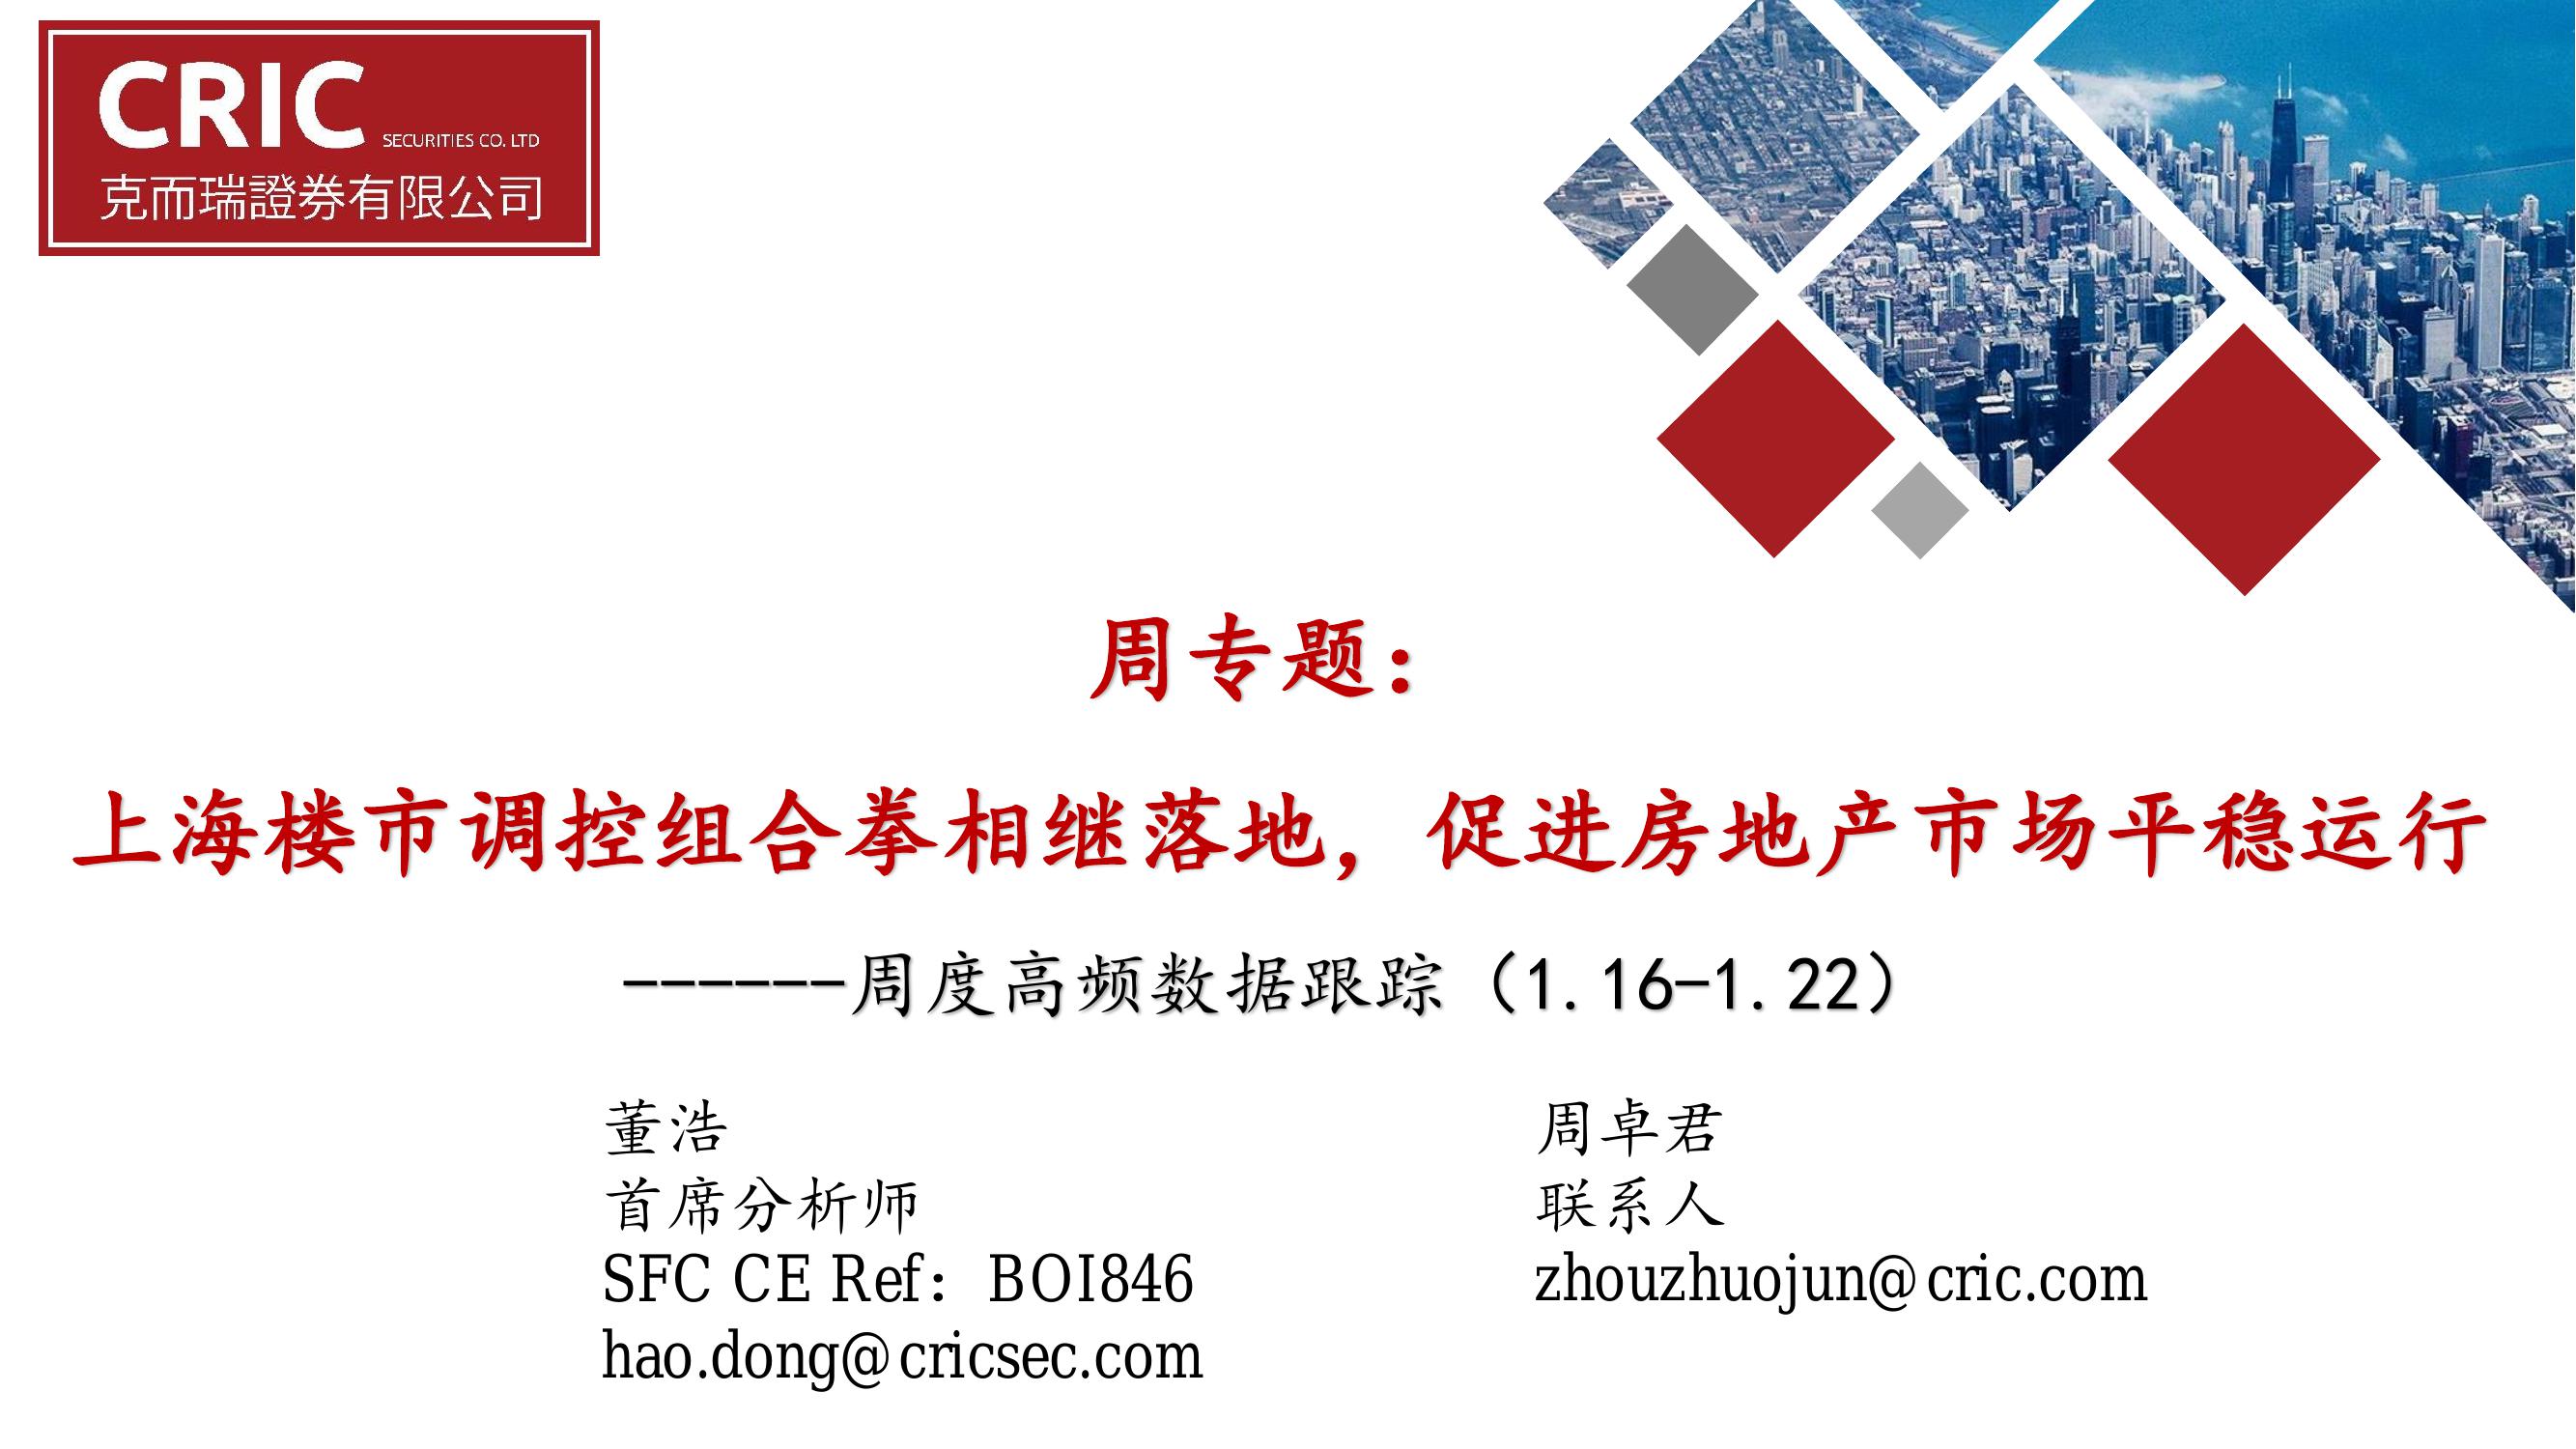 CRIC SECURITIES CO. LTD
克而瑞證券有限公司
周专题：
上海楼市调控组合拳相继落地，促进房地产市场平稳运行
------周度高频数据跟踪（1.16-1.22）
董浩
首席分析师
SFC CE Ref：BOI846
hao.dong@cricsec.com
周卓君
联系人
zhouzhuojun@cric.com